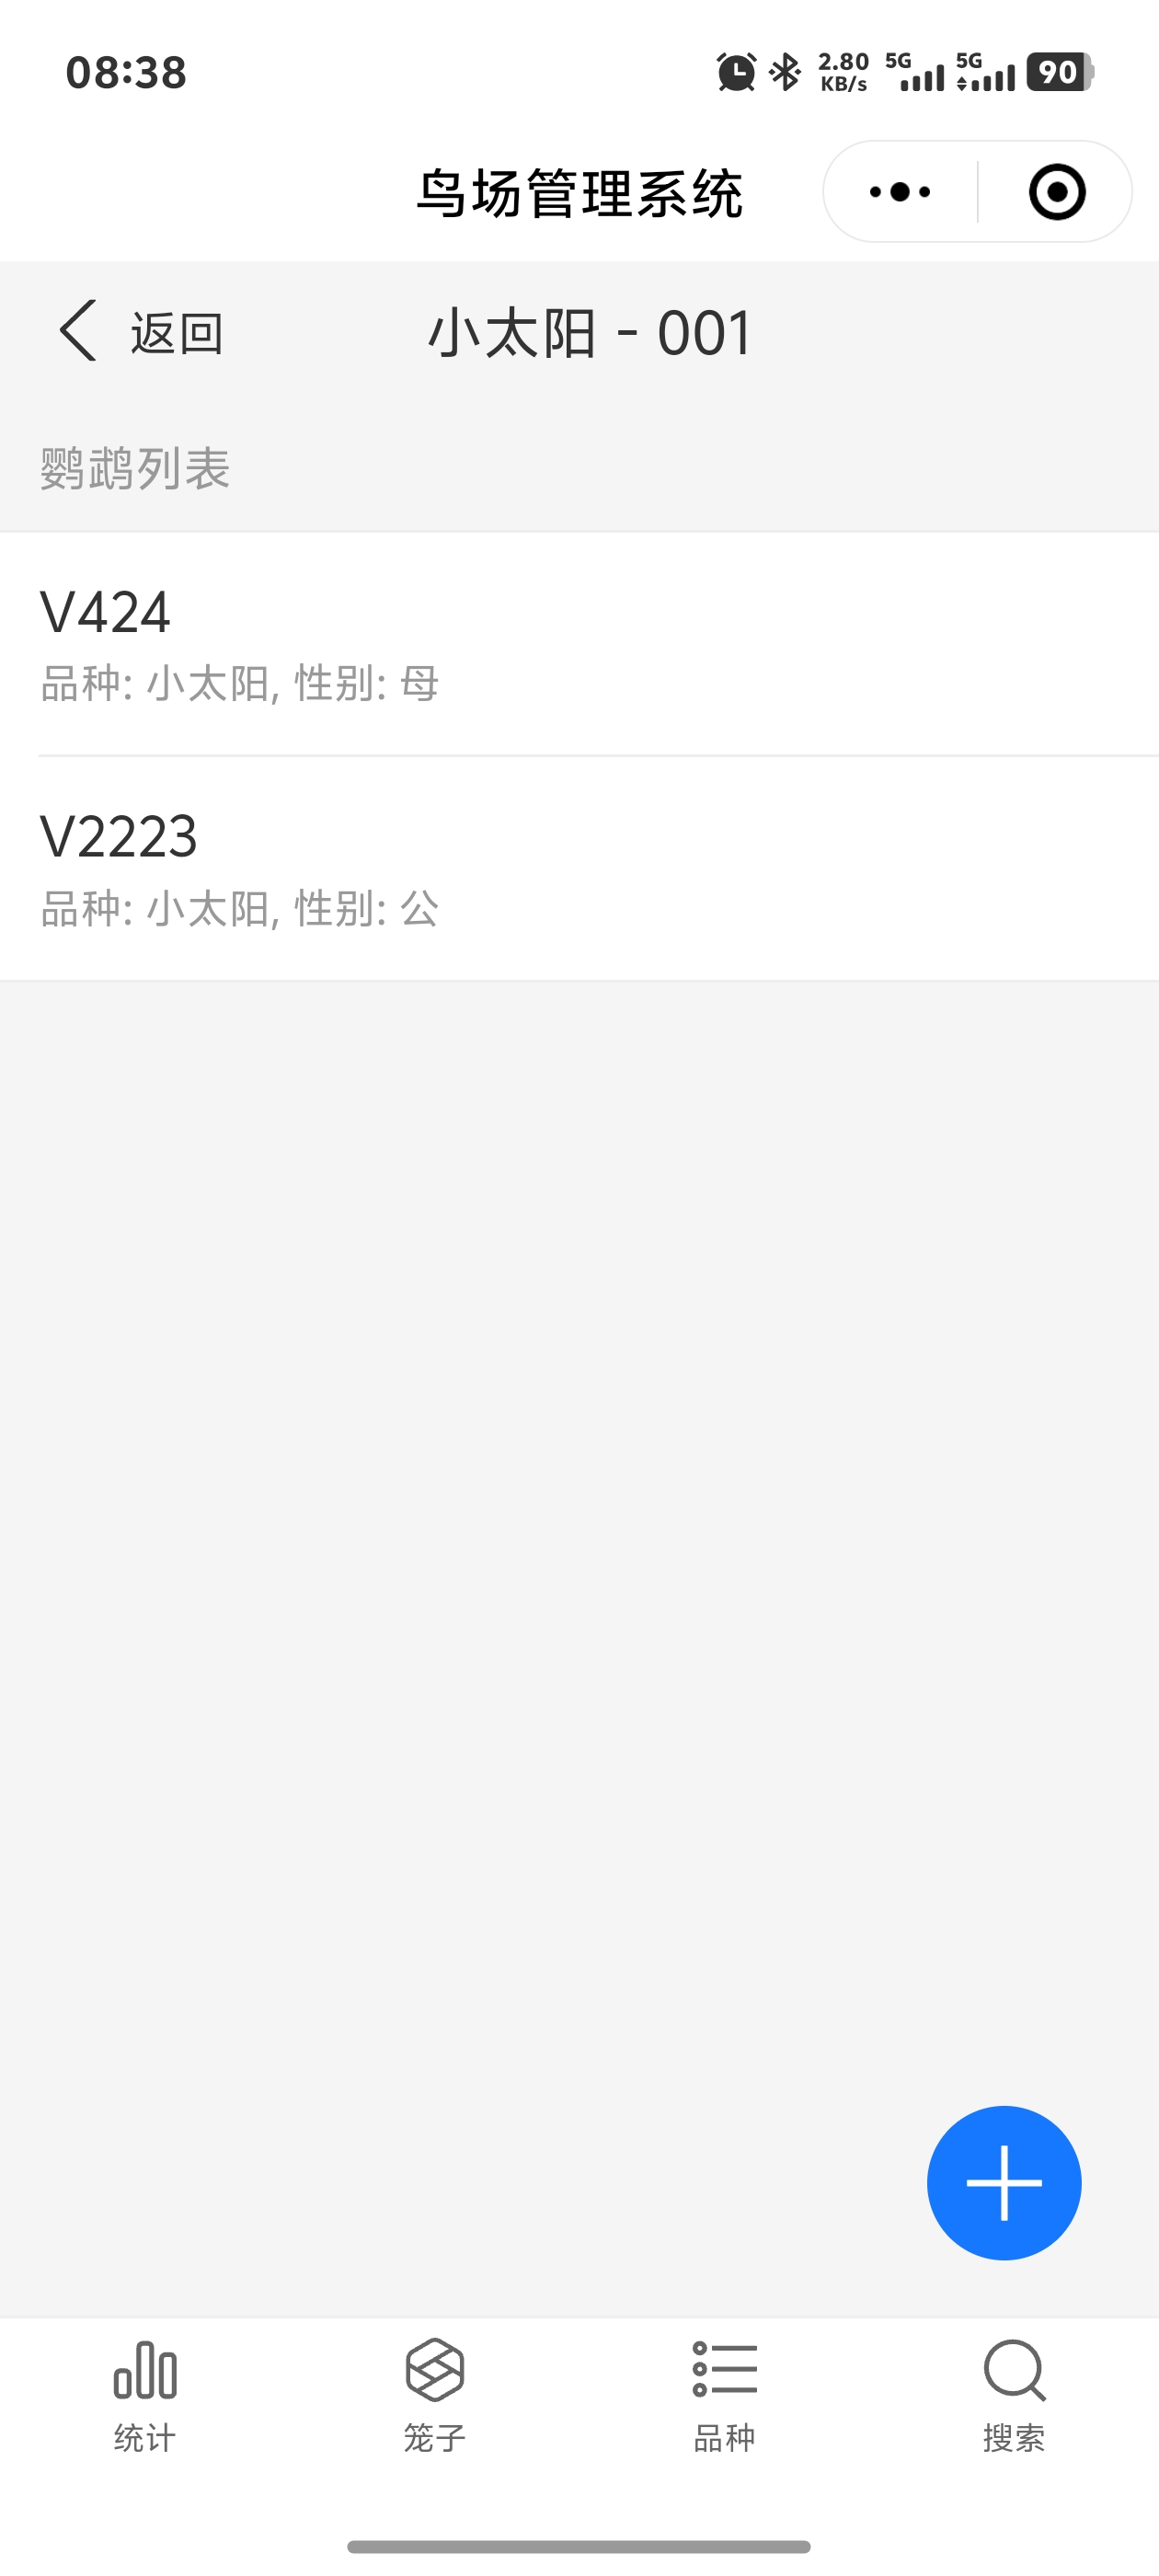 08:38
2.80 KB/s 5G 5G 90
鸟场管理系统
返回 小太阳 - 001
鹦鹉列表
V424
品种: 小太阳, 性别: 母
V2223
品种: 小太阳, 性别: 公
统计 笼子 品种 搜索